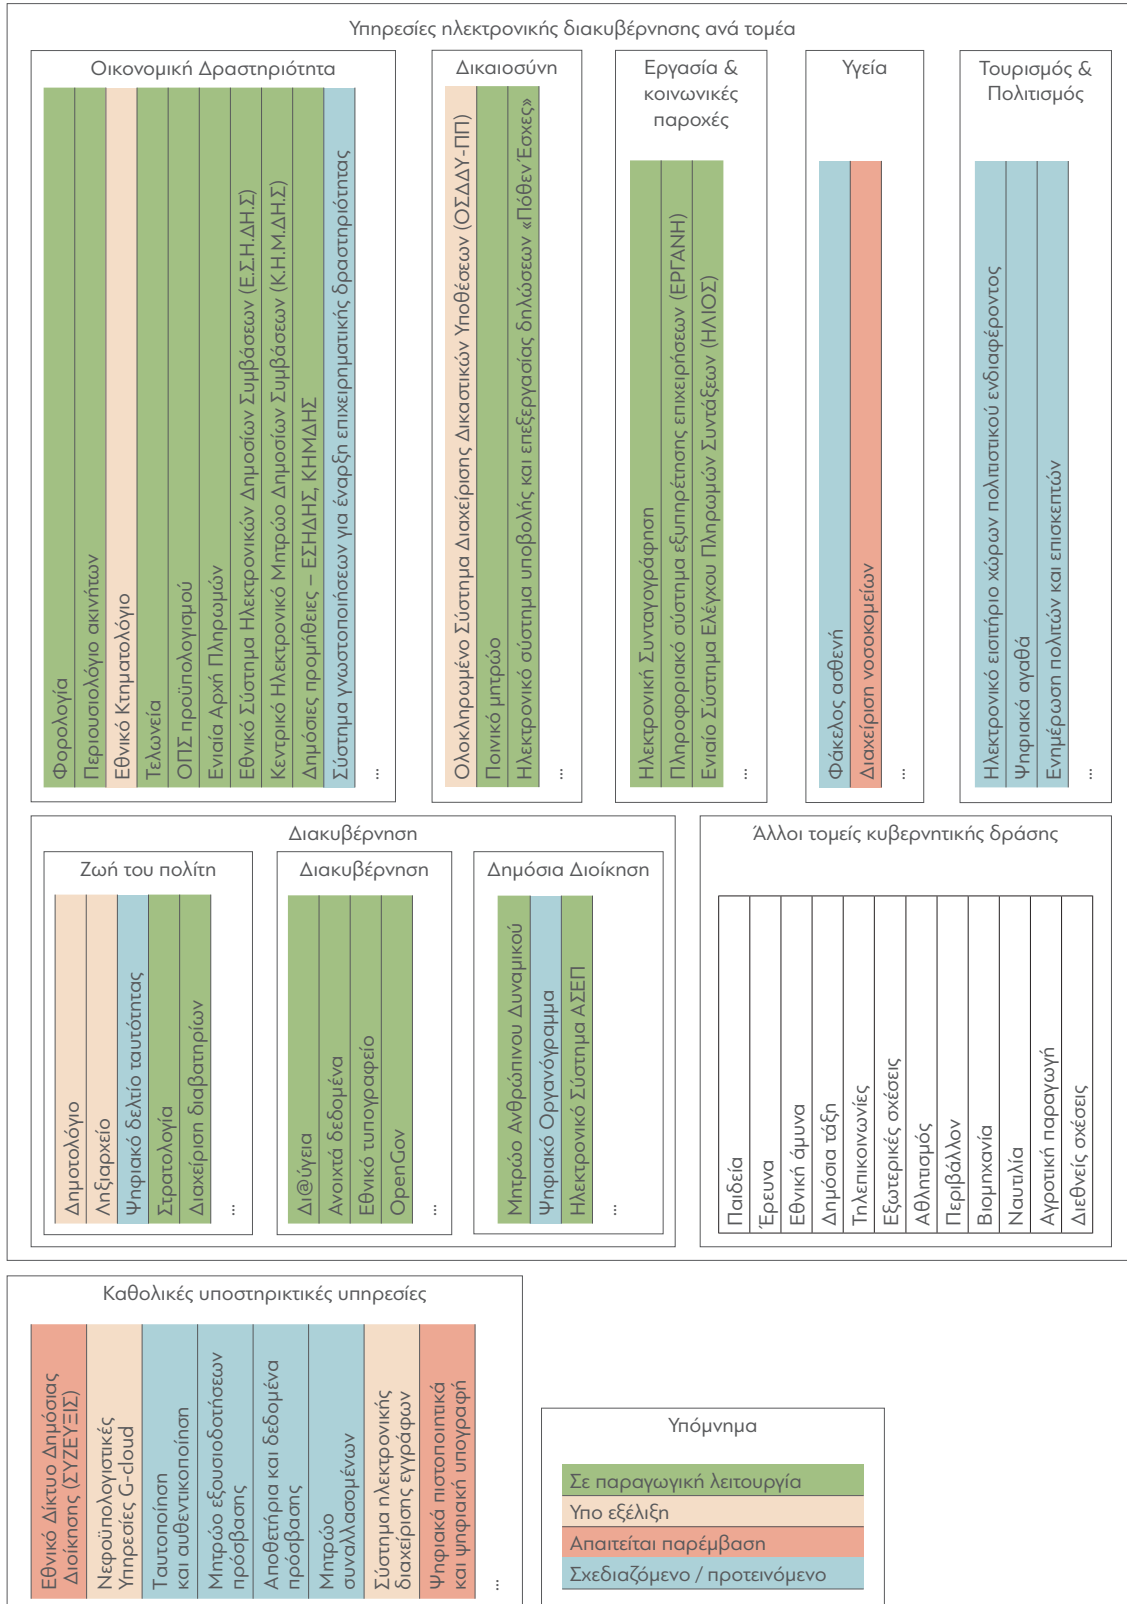 Υπηρεσίες ηλεκτρονικής διακυβέρνησης ανά τομέα
Οικονομική Δραστηριότητα
Φορολογία
Περιουσιολόγιο ακινήτων
Εθνικό Κτηματολόγιο
Τελωνεία
ΟΠΣ προϋπολογισμού
Ενιαία Αρχή Πληρωμών
Εθνικό Σύστημα Ηλεκτρονικών Δημοσίων Συμβάσεων (Ε.Σ.Η.ΔΗ.Σ)
Κεντρικό Ηλεκτρονικό Μητρώο Δημοσίων Συμβάσεων (Κ.Η.Μ.ΔΗ.Σ)
Δημόσιες προμήθειες – ΕΣΗΔΗΣ, ΚΗΜΔΗΣ
Σύστημα γνωστοποιήσεων για έναρξη επιχειρηματικής δραστηριότητας
...
Δικαιοσύνη
Ολοκληρωμένο Σύστημα Διαχείρισης Δικαστικών Υποθέσεων (ΟΣΔΔΥ-ΠΠ)
Ποινικό μητρώο
Ηλεκτρονικό σύστημα υποβολής και επεξεργασίας δηλώσεων «Πόθεν Έσχες»
...
Εργασία &
κοινωνικές
παροχές
Ηλεκτρονική Συνταγογράφηση
Πληροφοριακό σύστημα εξυπηρέτησης επιχειρήσεων (ΕΡΓΑΝΗ)
Ενιαίο Σύστημα Ελέγχου Πληρωμών Συντάξεων (ΗΛΙΟΣ)
...
Υγεία
Φάκελος ασθενή
Διαχείριση νοσοκομείων
...
Τουρισμός &
Πολιτισμός
Ηλεκτρονικό εισιτήριο χώρων πολιτιστικού ενδιαφέροντος
Ψηφιακά αγαθά
Ενημέρωση πολιτών και επισκεπτών
...
Διακυβέρνηση
Ζωή του πολίτη
Δημοτολόγιο
Ληξιαρχείο
Ψηφιακό δελτίο ταυτότητας
Στρατολογία
Διαχείριση διαβατηρίων
...
Διακυβέρνηση
Δι@ύγεια
Ανοιχτά δεδομένα
Εθνικό τυπογραφείο
OpenGov
...
Δημόσια Διοίκηση
Μητρώο Ανθρώπινου Δυναμικού
Ψηφιακό Οργανόγραμμα
Ηλεκτρονικό Σύστημα ΑΣΕΠ
...
Άλλοι τομείς κυβερνητικής δράσης
Παιδεία
Έρευνα
Εθνική άμυνα
Δημόσια τάξη
Τηλεπικοινωνίες
Εξωτερικές σχέσεις
Αθλητισμός
Περιβάλλον
Βιομηχανία
Ναυτιλία
Αγροτική παραγωγή
Διεθνείς σχέσεις
Καθολικές υποστηρικτικές υπηρεσίες
Εθνικό Δίκτυο Δημόσιας
Διοίκησης (ΣΥΖΕΥΞΙΣ)
Νεφοϋπολογιστικές
Υπηρεσίες G-cloud
Ταυτοποίηση
και αυθεντικοποίηση
Μητρώο εξουσιοδοτήσεων
πρόσβασης
Αποθετήρια και δεδομένα
πρόσβασης
Μητρώο
συναλλασομένων
Σύστημα ηλεκτρονικής
διαχείρισης εγγράφων
Ψηφιακά πιστοποιητικά
και ψηφιακή υπογραφή
...
Υπόμνημα
Σε παραγωγική λειτουργία
Υπο εξέλιξη
Απαιτείται παρέμβαση
Σχεδιαζόμενο / προτεινόμενο